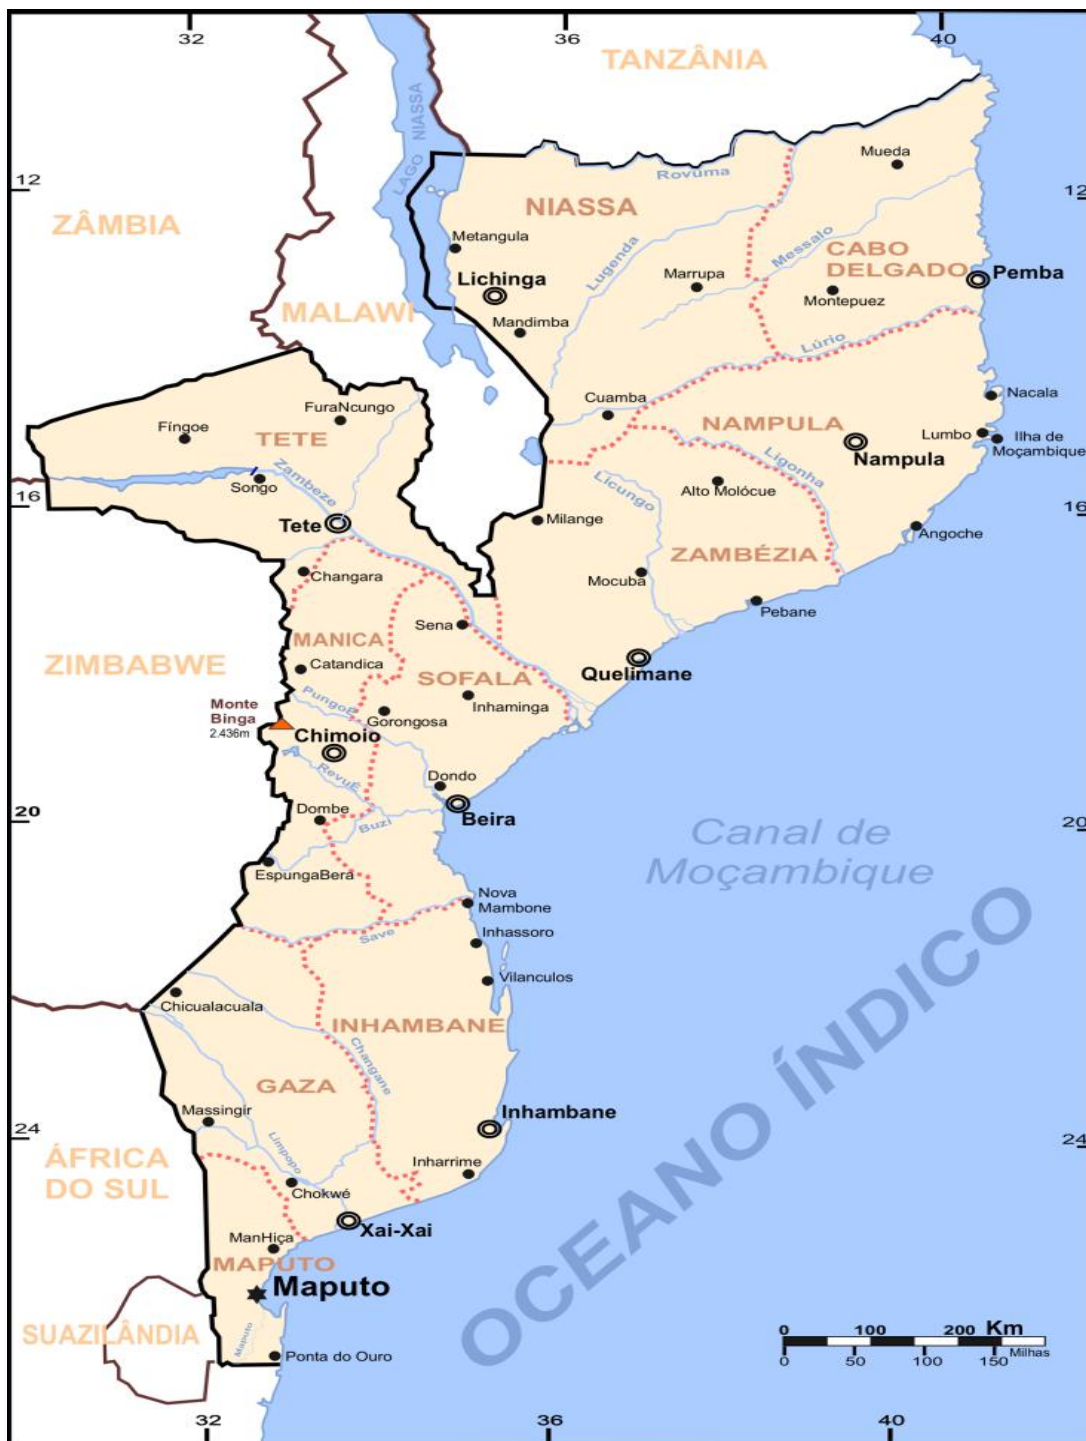 32
36
40
TANZÂNIA
LAGO NIASSA
Mueda
Rovuma
12
12
NIASSA
ZÂMBIA
Metangula
Lugenda
Messalo
CABO
DELGADO
Pemba
Lichinga
Marrupa
Montepuez
MALAWI
Mandimba
Lúrio
Nacala
Cuamba
FuraNcungo
NAMPULA
Fíngoe
TETE
Lumbo
Ilha de
Moçambique
Nampula
Zambeze
Ligonha
Songo
Licungo
Alto Molócue
16
16
Tete
Milange
Angoche
ZAMBÉZIA
Changara
Mocuba
Pebane
Sena
MANICA
ZIMBABWE
Catandica
Quelimane
SOFALA
PungoE
Inhaminga
Monte
Binga
2.436m
Gorongosa
Chimoio
RevuÉ
Dondo
20
Dombe
Beira
20
Buzi
Canal de
Moçambique
EspungaBera
Nova
Mambone
Save
Inhassoro
Vilanculos
Chicualacuala
INHAMBANE
OCEANO ÍNDICO
Changane
GAZA
Massingir
Inhambane
24
24
Limpopo
ÁFRICA
DO SUL
Inharrime
Chokwé
Xai-Xai
ManHiça
MAPUTO
Maputo
SUAZILÂNDIA
Maputo
Ponta do Ouro
0 100 200 Km
0 50 100 150 Milhas
32
36
40